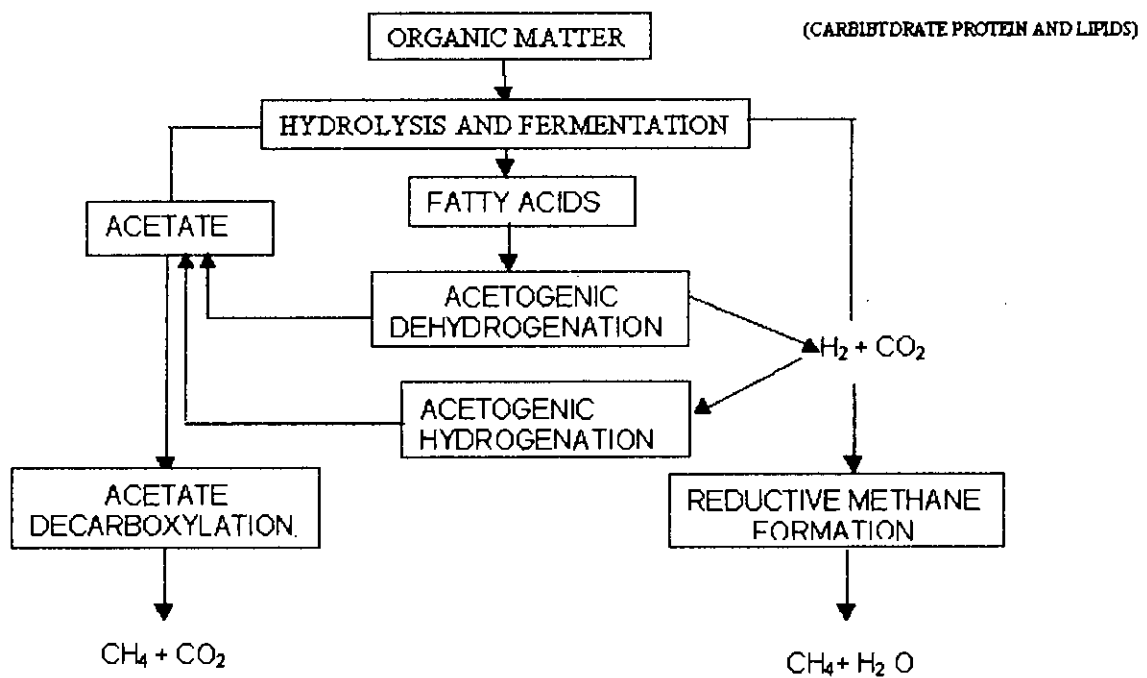 ORGANIC MATTER
(CARBIBTDRATE PROTEIN AND LIPIDS)
HYDROLYSIS AND FERMENTATION
FATTY ACIDS
ACETATE
ACETOGENIC
DEHYDROGENATION
H₂ + CO₂
ACETOGENIC
HYDROGENATION
ACETATE
DECARBOXYLATION.
REDUCTIVE METHANE
FORMATION
CH₄ + CO₂
CH₄ + H₂ O